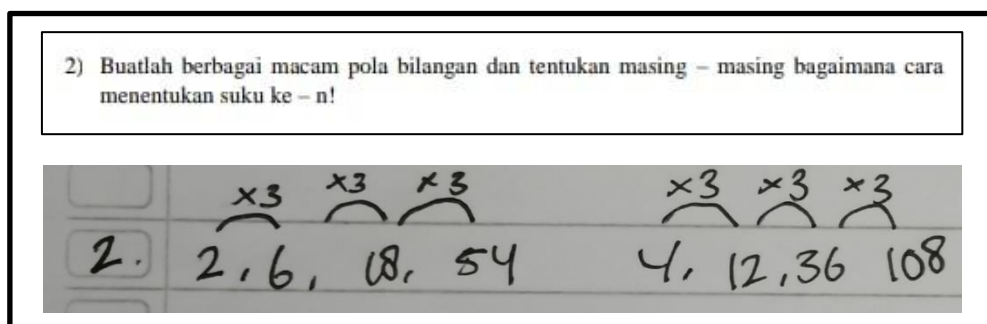 2) Buatlah berbagai macam pola bilangan dan tentukan masing – masing bagaimana cara
menentukan suku ke – n!
×3 ×3 ×3 ×3 ×3 ×3
2. 2, 6, 18, 54 4, 12, 36 108